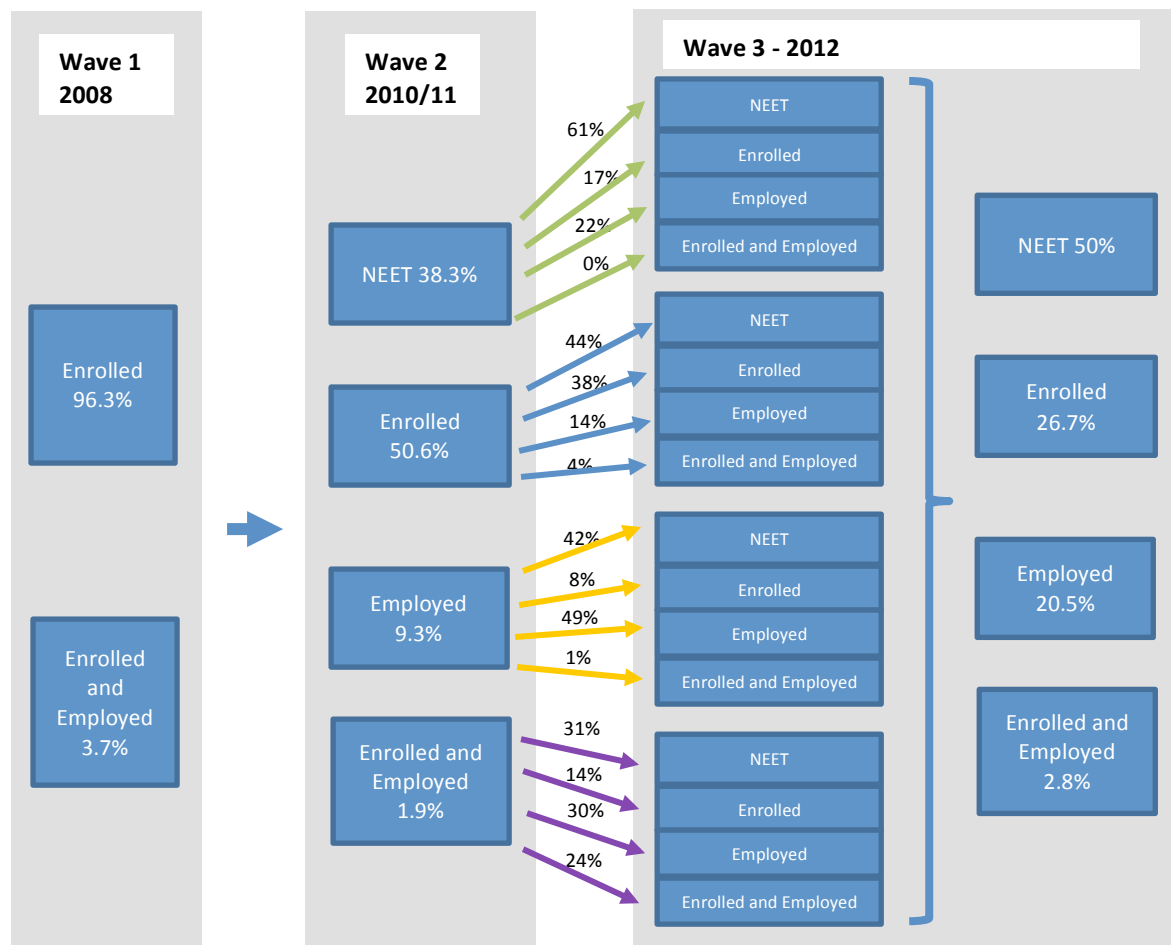 Wave 1
2008
Enrolled
96.3%
Enrolled
and
Employed
3.7%
Wave 2
2010/11
NEET 38.3%
Enrolled
50.6%
Employed
9.3%
Enrolled and
Employed
1.9%
61%
17%
22%
0%
44%
38%
14%
4%
42%
8%
49%
1%
31%
14%
30%
24%
Wave 3 - 2012
NEET
Enrolled
Employed
Enrolled and Employed
NEET
Enrolled
Employed
Enrolled and Employed
NEET
Enrolled
Employed
Enrolled and Employed
NEET
Enrolled
Employed
Enrolled and Employed
NEET 50%
Enrolled
26.7%
Employed
20.5%
Enrolled and
Employed
2.8%